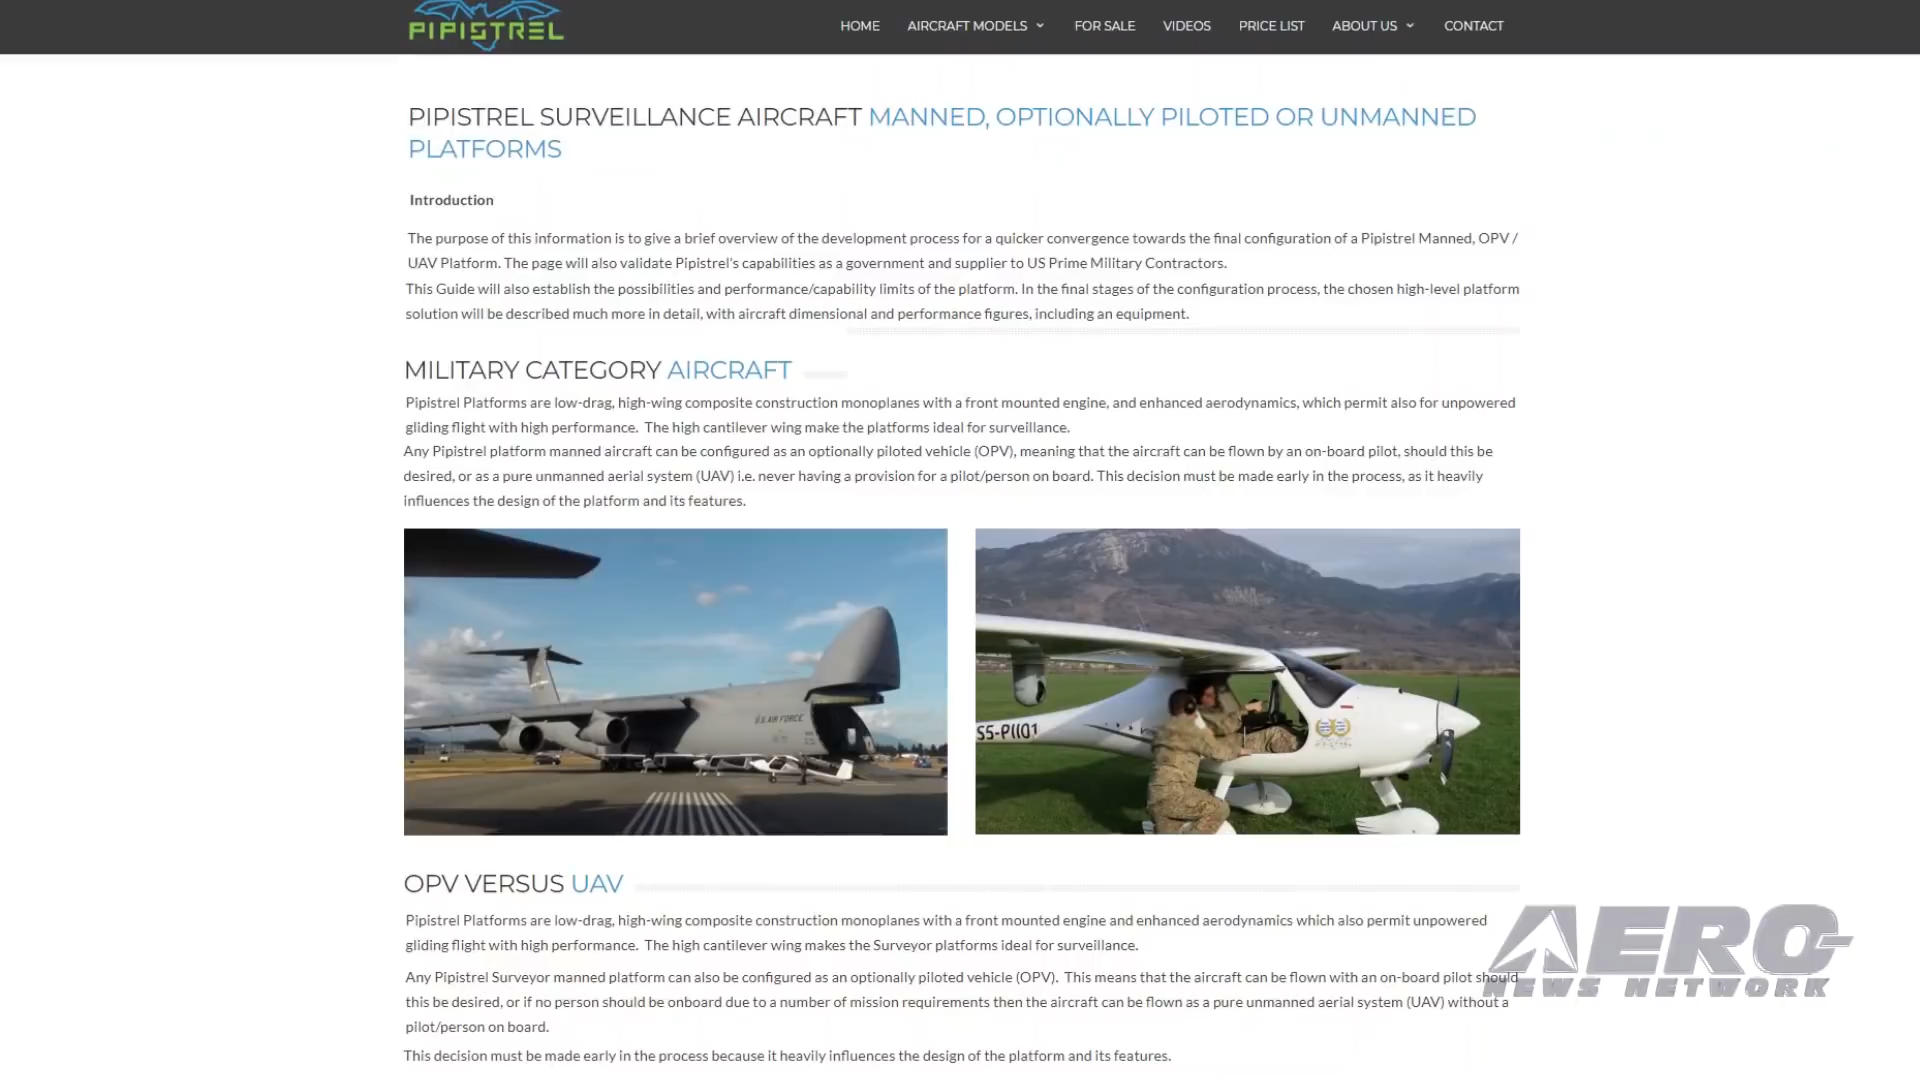 PIPISTREL
HOME AIRCRAFT MODELS FOR SALE VIDEOS PRICE LIST ABOUT US CONTACT
PIPISTREL SURVEILLANCE AIRCRAFT MANNED, OPTIONALLY PILOTED OR UNMANNED
PLATFORMS
Introduction
The purpose of this information is to give a brief overview of the development process for a quicker convergence towards the final configuration of a Pipistrel Manned, OPV /
UAV Platform. The page will also validate Pipistrel's capabilities as a government and supplier to US Prime Military Contractors.
This Guide will also establish the possibilities and performance/capability limits of the platform. In the final stages of the configuration process, the chosen high-level platform
solution will be described much more in detail, with aircraft dimensional and performance figures, including an equipment.
MILITARY CATEGORY AIRCRAFT
Pipistrel Platforms are low-drag, high-wing composite construction monoplanes with a front mounted engine, and enhanced aerodynamics, which permit also for unpowered
gliding flight with high performance. The high cantilever wing make the platforms ideal for surveillance.
Any Pipistrel platform manned aircraft can be configured as an optionally piloted vehicle (OPV), meaning that the aircraft can be flown by an on-board pilot, should this be
desired, or as a pure unmanned aerial system (UAV) i.e. never having a provision for a pilot/person on board. This decision must be made early in the process, as it heavily
influences the design of the platform and its features.
U.S. AIR FORCE
S5-PII01
OPV VERSUS UAV
Pipistrel Platforms are low-drag, high-wing composite construction monoplanes with a front mounted engine and enhanced aerodynamics which also permit unpowered
gliding flight with high performance. The high cantilever wing makes the Surveyor platforms ideal for surveillance.
Any Pipistrel Surveyor manned platform can also be configured as an optionally piloted vehicle (OPV). This means that the aircraft can be flown with an on-board pilot should
this be desired, or if no person should be onboard due to a number of mission requirements then the aircraft can be flown as a pure unmanned aerial system (UAV) without a
pilot/person on board.
This decision must be made early in the process because it heavily influences the design of the platform and its features.
AERO-
NEWS NETWORK